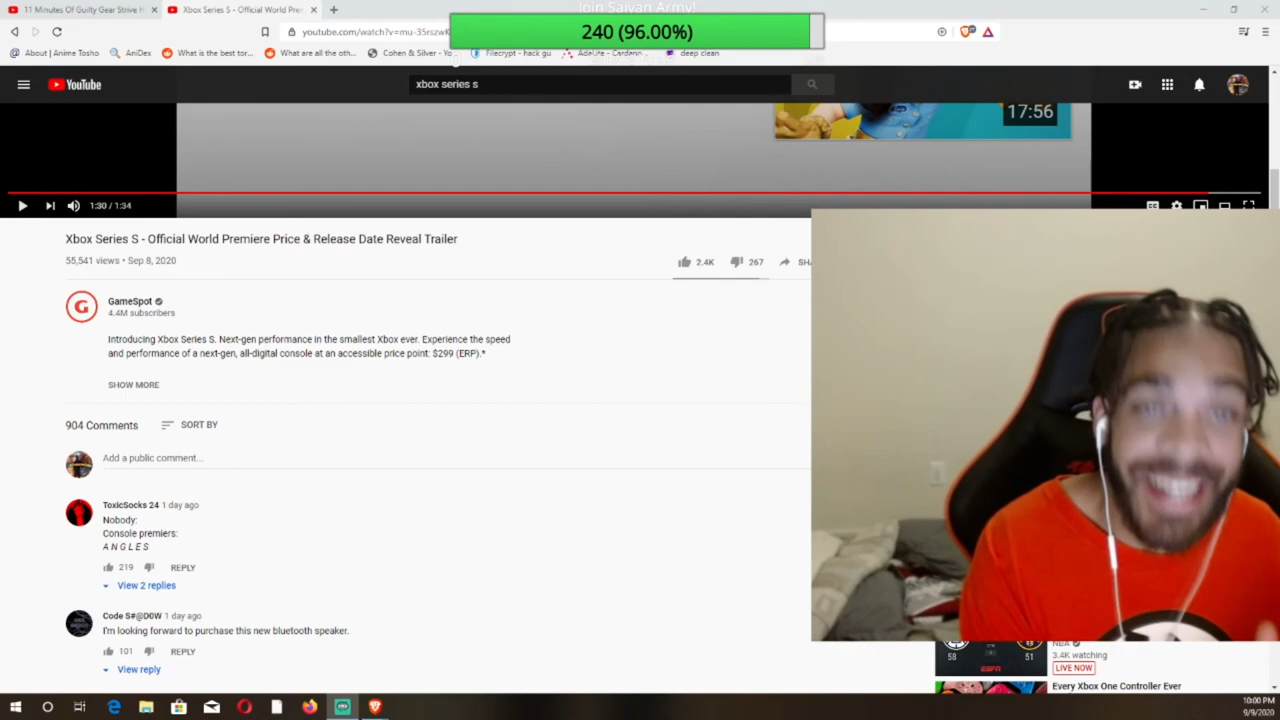 Join Saiyan Army!
11 Minutes Of Guilty Gear Strive H
Xbox Series S - Official World Pre
240 (96.00%)
youtube.com/watch?v=mu-35rszwK
About | Anime Tosho
AniDex
What is the best tor...
What are all the oth...
Cohen & Silver - Yo...
Filecrypt - hack gu
deep clean
YouTube
xbox series s
17:56
1:30 / 1:34
Xbox Series S - Official World Premiere Price & Release Date Reveal Trailer
55,541 views • Sep 8, 2020
2.4K
267
SHA
G
GameSpot
4.4M subscribers
Introducing Xbox Series S. Next-gen performance in the smallest Xbox ever. Experience the speed
and performance of a next-gen, all-digital console at an accessible price point: $299 (ERP).*
SHOW MORE
904 Comments
SORT BY
Add a public comment...
ToxicSocks 24 1 day ago
Nobody:
Console premiers:
A N G L E S
219
REPLY
View 2 replies
Code S#@D0W 1 day ago
I'm looking forward to purchase this new bluetooth speaker.
101
REPLY
View reply
NBA
58
51
3.4K watching
ESPN
LIVE NOW
Every Xbox One Controller Ever
10:00 PM
9/9/2020